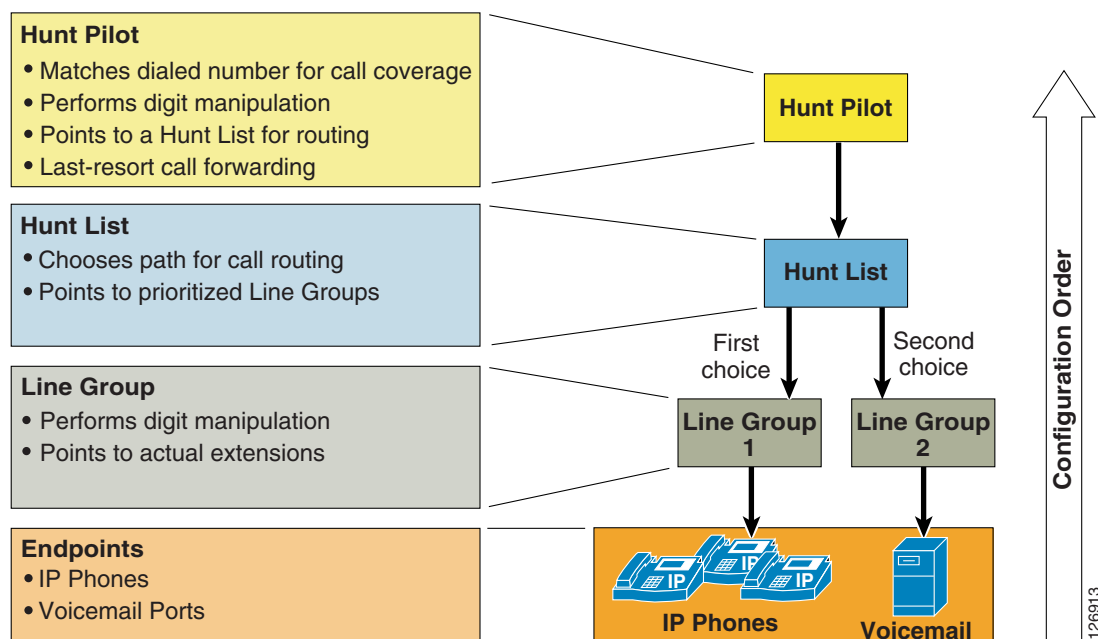 Hunt Pilot
• Matches dialed number for call coverage
• Performs digit manipulation
• Points to a Hunt List for routing
• Last-resort call forwarding
Hunt List
• Chooses path for call routing
• Points to prioritized Line Groups
Line Group
• Performs digit manipulation
• Points to actual extensions
Endpoints
• IP Phones
• Voicemail Ports
Hunt Pilot
Hunt List
First
choice
Second
choice
Line Group
1
Line Group
2
IP
IP
IP
IP Phones
Voicemail
Configuration Order
126913